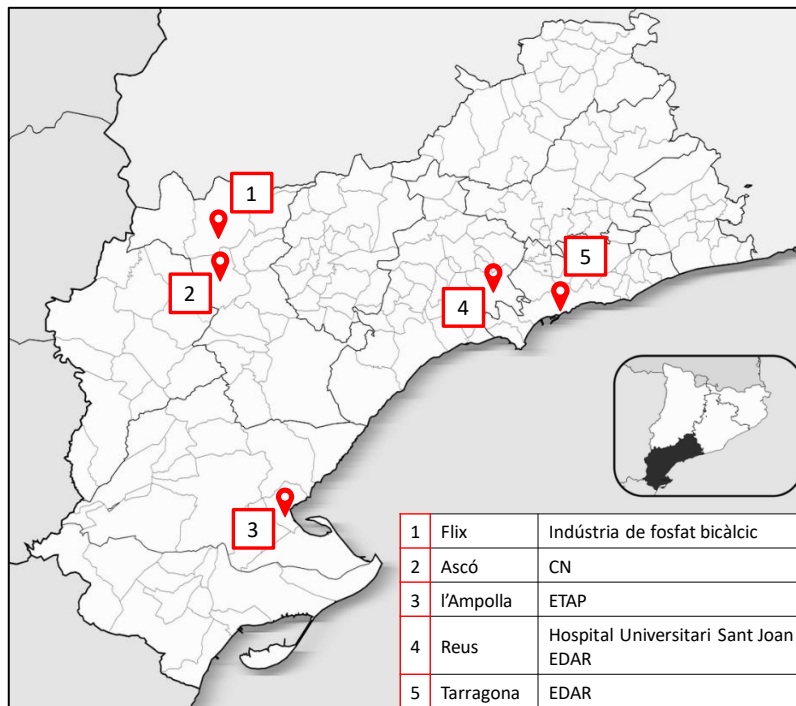 1
2
5
4
3
1 Flix Indústria de fosfat bicàlcic
2 Ascó CN
3 l'Ampolla ETAP
4 Reus Hospital Universitari Sant Joan
EDAR
5 Tarragona EDAR